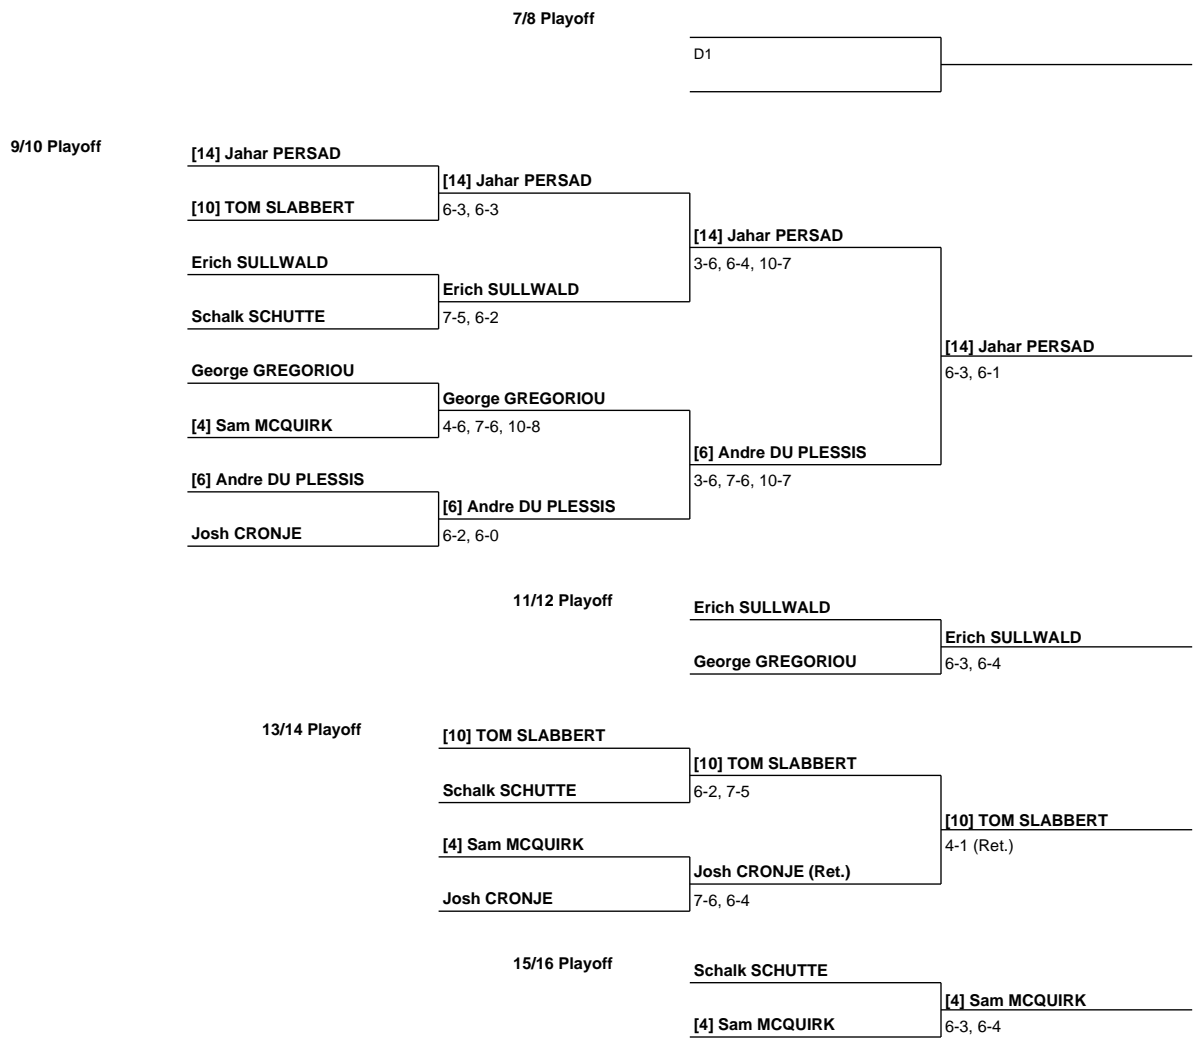 7/8 Playoff
D1
9/10 Playoff
[14] Jahar PERSAD
[14] Jahar PERSAD
[10] TOM SLABBERT
6-3, 6-3
[14] Jahar PERSAD
Erich SULLWALD
3-6, 6-4, 10-7
Erich SULLWALD
Schalk SCHUTTE
7-5, 6-2
[14] Jahar PERSAD
George GREGORIOU
6-3, 6-1
George GREGORIOU
[4] Sam MCQUIRK
4-6, 7-6, 10-8
[6] Andre DU PLESSIS
[6] Andre DU PLESSIS
3-6, 7-6, 10-7
[6] Andre DU PLESSIS
Josh CRONJE
6-2, 6-0
11/12 Playoff
Erich SULLWALD
Erich SULLWALD
George GREGORIOU
6-3, 6-4
13/14 Playoff
[10] TOM SLABBERT
[10] TOM SLABBERT
Schalk SCHUTTE
6-2, 7-5
[10] TOM SLABBERT
[4] Sam MCQUIRK
4-1 (Ret.)
Josh CRONJE (Ret.)
Josh CRONJE
7-6, 6-4
15/16 Playoff
Schalk SCHUTTE
[4] Sam MCQUIRK
[4] Sam MCQUIRK
6-3, 6-4